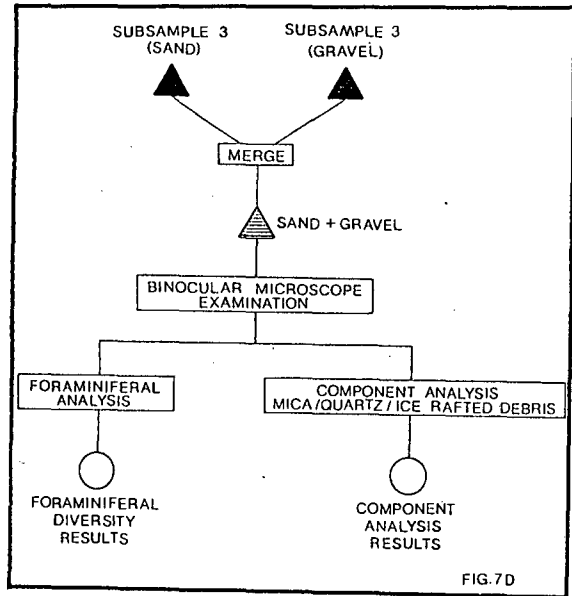 SUBSAMPLE 3
(SAND)
SUBSAMPLE 3
(GRAVEL)
MERGE
SAND + GRAVEL
BINOCULAR MICROSCOPE
EXAMINATION
FORAMINIFERAL
ANALYSIS
COMPONENT ANALYSIS
MICA/QUARTZ/ICE RAFTED DEBRIS
FORAMINIFERAL
DIVERSITY
RESULTS
COMPONENT
ANALYSIS
RESULTS
FIG.7D